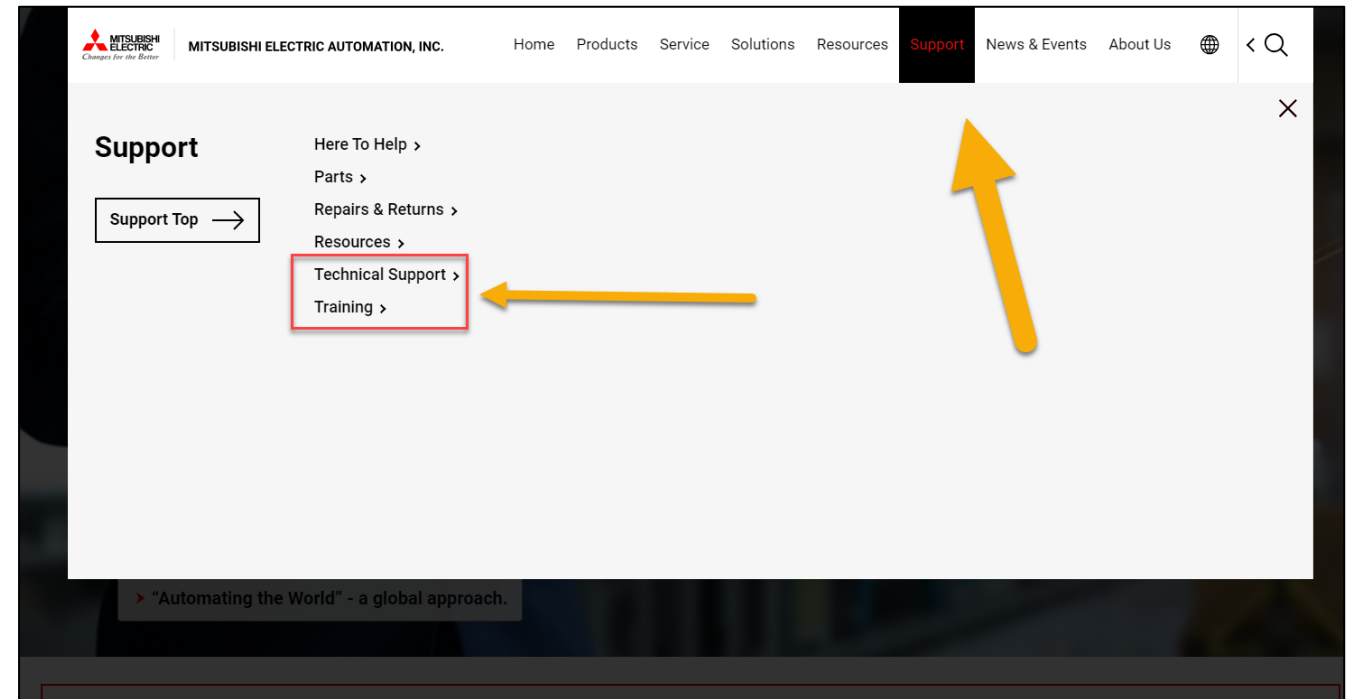 MITSUBISHI
ELECTRIC
Changes for the Better
MITSUBISHI ELECTRIC AUTOMATION, INC.
Home Products Service Solutions Resources Support News & Events About Us
Support
Support Top
Here To Help
Parts
Repairs & Returns
Resources
Technical Support
Training
“Automating the World” - a global approach.